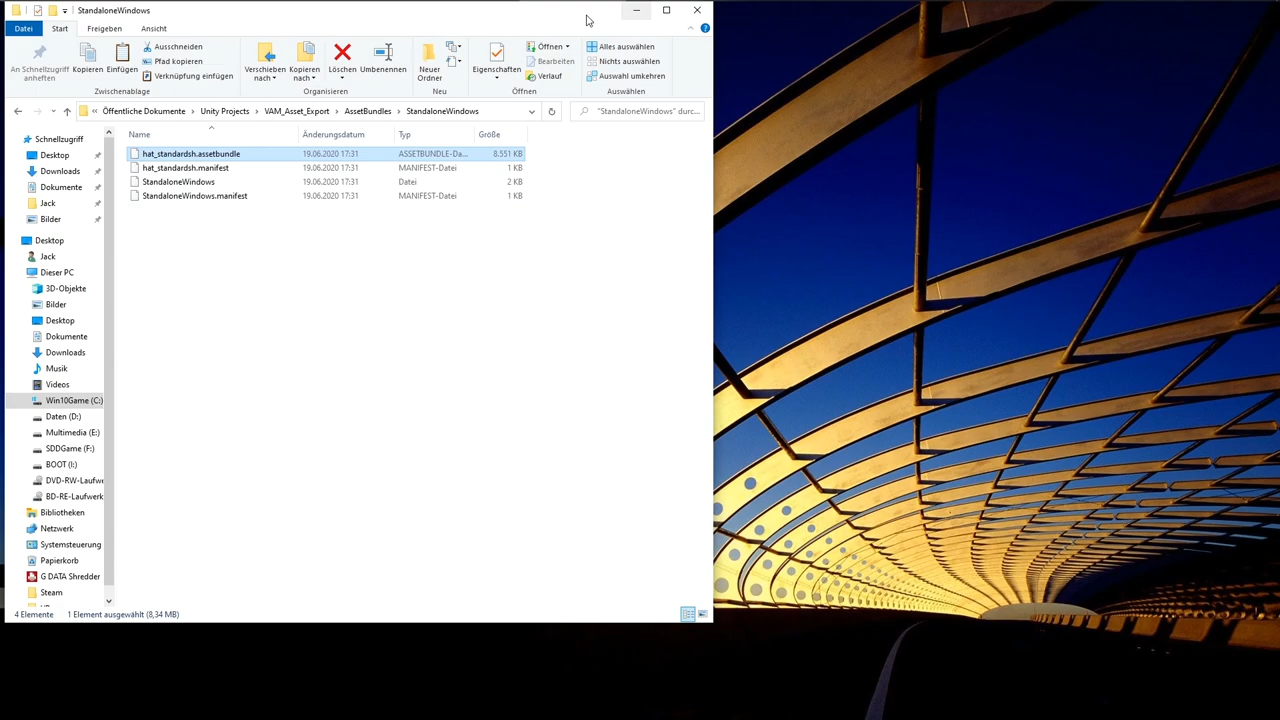 StandaloneWindows
Datei Start Freigeben Ansicht
An Schnellzugriff anheften
Kopieren
Einfügen
Ausschneiden
Pfad kopieren
Verknüpfung einfügen
Zwischenablage
Verschieben nach
Kopieren nach
Löschen
Umbenennen
Organisieren
Neuer Ordner
Neu
Eigenschaften
Öffnen
Bearbeiten
Verlauf
Öffnen
Alles auswählen
Nichts auswählen
Auswahl umkehren
Auswählen
« Öffentliche Dokumente > Unity Projects > VAM_Asset_Export > AssetBundles > StandaloneWindows
"StandaloneWindows" durc...
Name Änderungsdatum Typ Größe
hat_standardsh.assetbundle 19.06.2020 17:31 ASSETBUNDLE-Da... 8.551 KB
hat_standardsh.manifest 19.06.2020 17:31 MANIFEST-Datei 1 KB
StandaloneWindows 19.06.2020 17:31 Datei 2 KB
StandaloneWindows.manifest 19.06.2020 17:31 MANIFEST-Datei 1 KB
Schnellzugriff
Desktop
Downloads
Dokumente
Jack
Bilder
Desktop
Jack
Dieser PC
3D-Objekte
Bilder
Desktop
Dokumente
Downloads
Musik
Videos
Win10Game (C:)
Daten (D:)
Multimedia (E:)
SDDGame (F:)
BOOT (I:)
DVD-RW-Laufwe
BD-RE-Laufwerk
Bibliotheken
Netzwerk
Systemsteuerung
Papierkorb
G DATA Shredder
Steam
4 Elemente 1 Element ausgewählt (8,34 MB)